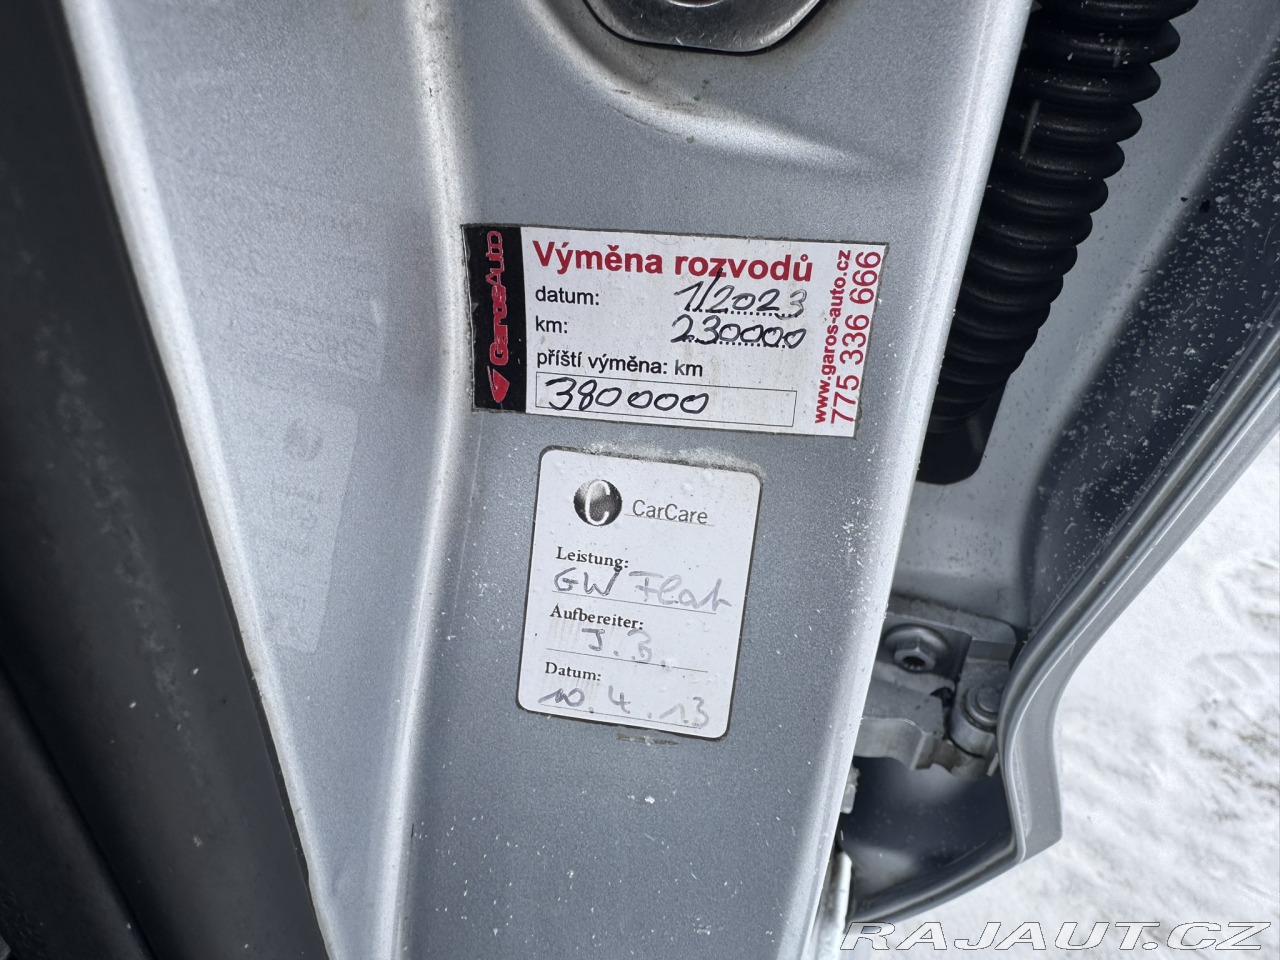 GarosAuto
Výměna rozvodů
datum: 1/2023
km: 230000
příští výměna: km
380000
www.garos-auto.cz
775 336 666
C CarCare
Leistung:
GW Flat
Aufbereiter:
J. B.
Datum:
10.4.13
RAJAUT.CZ